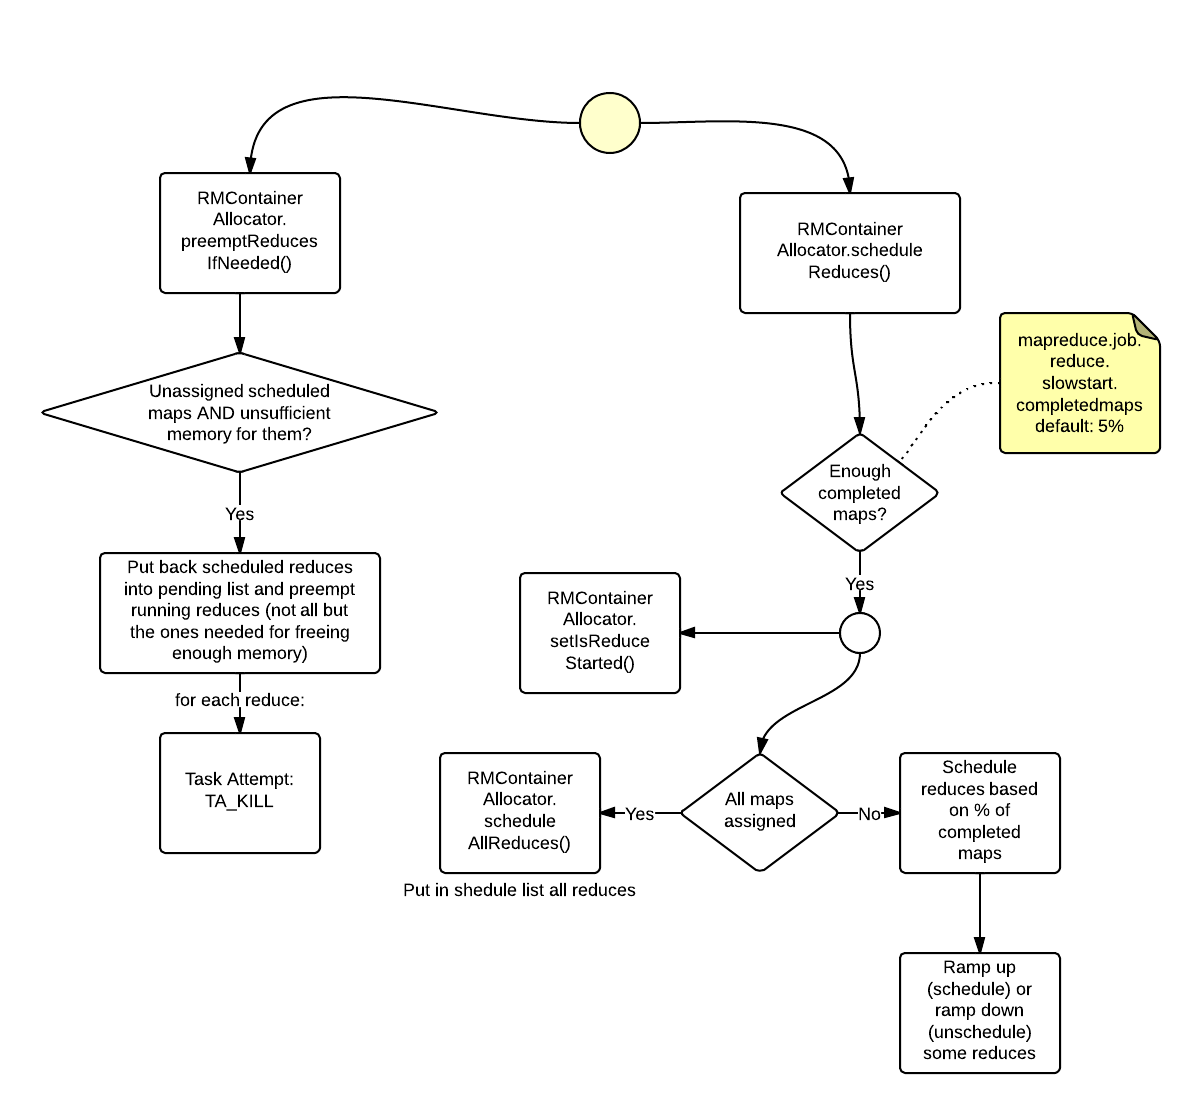 RMContainer
Allocator.
preemptReduces
IfNeeded()
Unassigned scheduled
maps AND unsufficient
memory for them?
Yes
Put back scheduled reduces
into pending list and preempt
running reduces (not all but
the ones needed for freeing
enough memory)
for each reduce:
Task Attempt:
TA_KILL
RMContainer
Allocator.schedule
Reduces()
mapreduce.job.
reduce.
slowstart.
completedmaps
default: 5%
Enough
completed
maps?
Yes
RMContainer
Allocator.
setIsReduce
Started()
All maps
assigned
Yes
RMContainer
Allocator.
schedule
AllReduces()
Put in shedule list all reduces
No
Schedule
reduces based
on % of
completed
maps
Ramp up
(schedule) or
ramp down
(unschedule)
some reduces